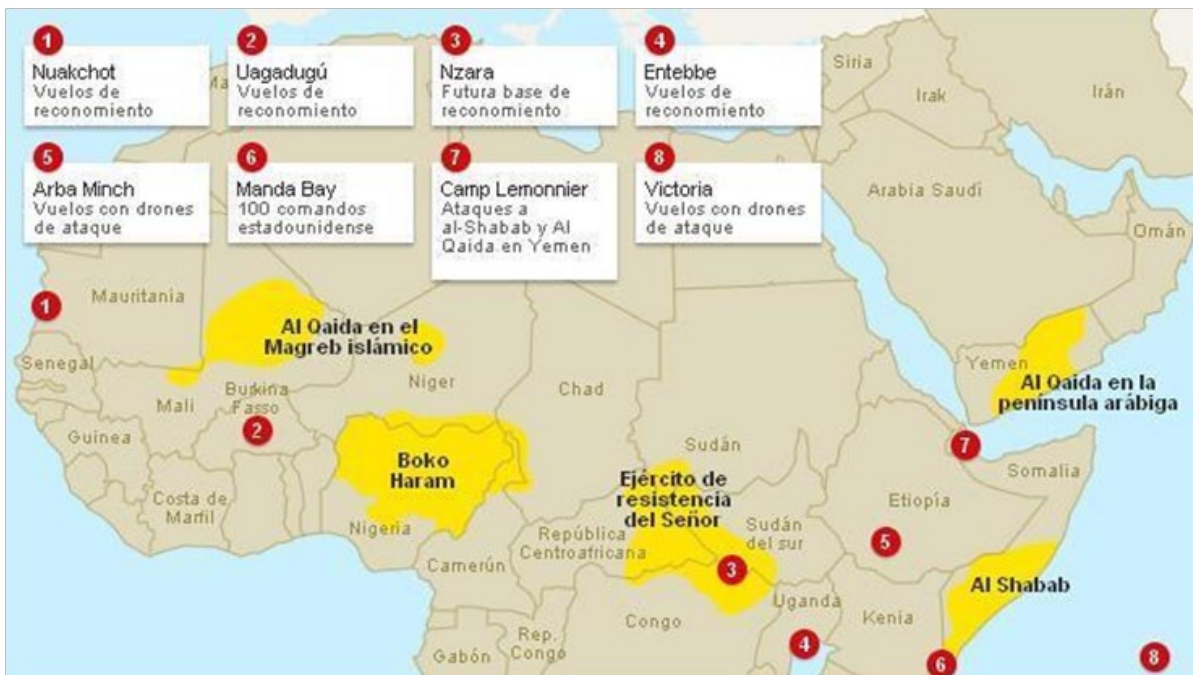 1
Nuakchot
Vuelos de
reconomiento
2
Uagadugú
Vuelos de
reconomiento
3
Nzara
Futura base de
reconomiento
4
Entebbe
Vuelos de
reconomiento
5
Arba Minch
Vuelos con drones
de ataque
6
Manda Bay
100 comandos
estadounidense
7
Camp Lemonnier
Ataques a
al-Shabab y Al
Qaida en Yemen
8
Victoria
Vuelos con drones
de ataque
Siria
Irak
Irán
Arabia Saudí
Omán
Mauritania
1
Al Qaida en el
Magreb islámico
Senegal
Mali
Burkina
Fasso
2
Niger
Chad
Yemen
Al Qaida en la
península arábiga
7
Guinea
Boko
Haram
Sudán
Somalia
Costa de
Marfil
Nigeria
Ejército de
resistencia
del Señor
Etiopía
República
Centroafricana
Sudán
del sur
5
Camerún
3
Al Shabab
Uganda
Kenia
Congo
Rep.
Congo
Gabón
4
6
8